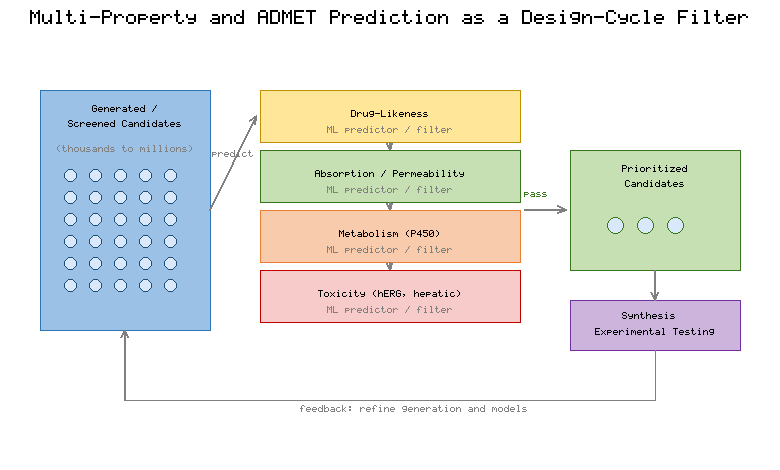 Multi-Property and ADMET Prediction as a Design-Cycle Filter
Generated /
Screened Candidates
(thousands to millions)
predict
Drug-Likeness
ML predictor / filter
Absorption / Permeability
ML predictor / filter
Metabolism (P450)
ML predictor / filter
Toxicity (hERG, hepatic)
ML predictor / filter
pass
Prioritized
Candidates
Synthesis
Experimental Testing
feedback: refine generation and models